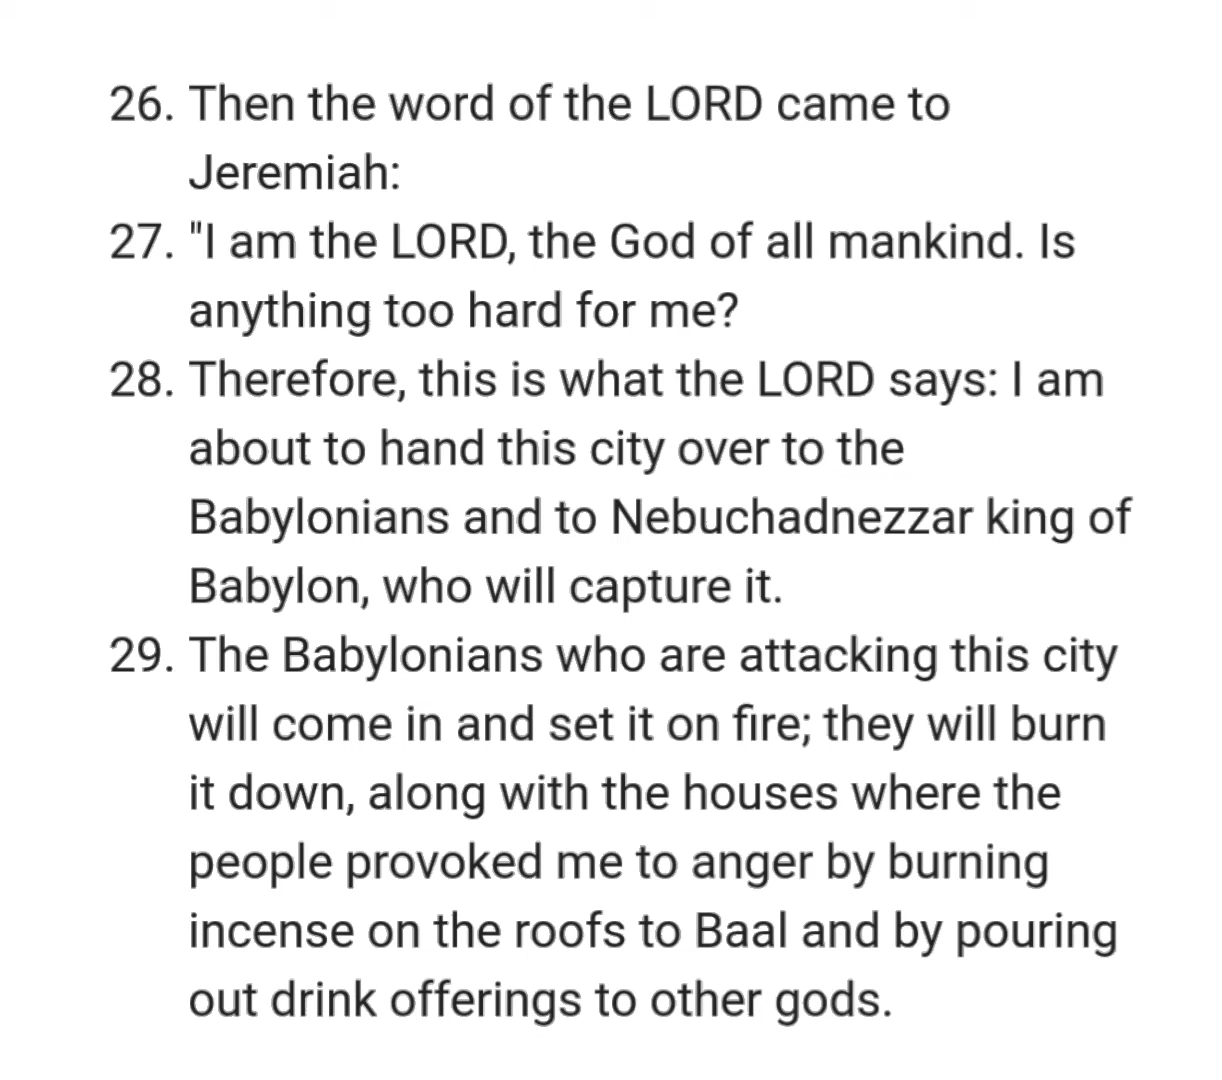 26. Then the word of the LORD came to
Jeremiah:
27. "I am the LORD, the God of all mankind. Is
anything too hard for me?
28. Therefore, this is what the LORD says: I am
about to hand this city over to the
Babylonians and to Nebuchadnezzar king of
Babylon, who will capture it.
29. The Babylonians who are attacking this city
will come in and set it on fire; they will burn
it down, along with the houses where the
people provoked me to anger by burning
incense on the roofs to Baal and by pouring
out drink offerings to other gods.